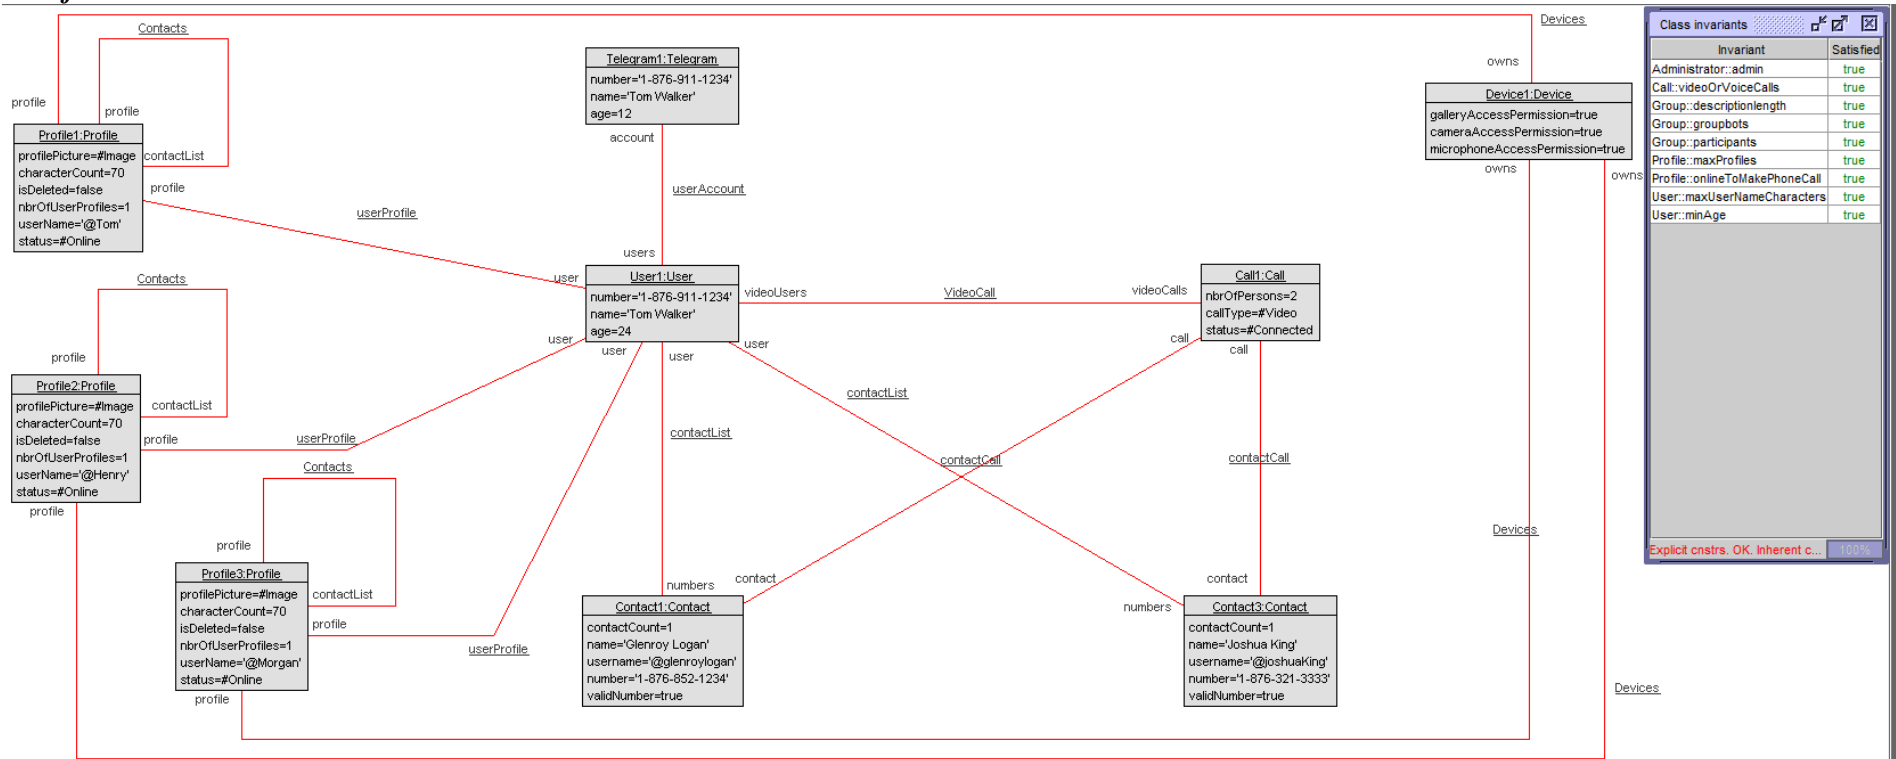 Contacts
profile
profile
Profile1:Profile
profilePicture=#Image
characterCount=70
isDeleted=false
nbrOfUserProfiles=1
userName='@Tom'
status=#Online
contactList
profile
userProfile
user
Telegram1:Telegram
number='1-876-911-1234'
name='Tom Walker'
age=12
account
userAccount
users
User1:User
number='1-876-911-1234'
name='Tom Walker'
age=24
videoUsers
VideoCall
videoCalls
Call1:Call
nbrOfPersons=2
callType=#Video
status=#Connected
call
call
Devices
owns
Device1:Device
galleryAccessPermission=true
cameraAccessPermission=true
microphoneAccessPermission=true
owns
owns
Contacts
profile
Profile2:Profile
profilePicture=#Image
characterCount=70
isDeleted=false
nbrOfUserProfiles=1
userName='@Henry'
status=#Online
contactList
profile
userProfile
user
user
user
user
profile
Contacts
profile
Profile3:Profile
profilePicture=#Image
characterCount=70
isDeleted=false
nbrOfUserProfiles=1
userName='@Morgan'
status=#Online
contactList
profile
userProfile
profile
contactList
contactList
contactCall
contactCall
numbers
contact
Contact1:Contact
contactCount=1
name='Glenroy Logan'
username='@glenroylogan'
number='1-876-852-1234'
validNumber=true
contact
numbers
Contact3:Contact
contactCount=1
name='Joshua King'
username='@joshuaKing'
number='1-876-321-3333'
validNumber=true
Devices
Devices
Class invariants
Invariant Satisfied
Administrator::admin true
Call::videoOrVoiceCalls true
Group::descriptionlength true
Group::groupbots true
Group::participants true
Profile::maxProfiles true
Profile::onlineToMakePhoneCall true
User::maxUserNameCharacters true
User::minAge true
Explicit cnstrs. OK. Inherent c... 100%